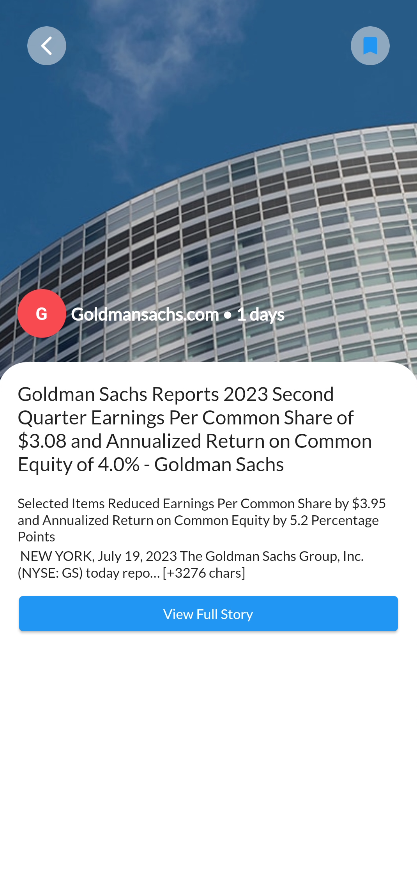 G
Goldmansachs.com • 1 days
Goldman Sachs Reports 2023 Second
Quarter Earnings Per Common Share of
$3.08 and Annualized Return on Common
Equity of 4.0% - Goldman Sachs
Selected Items Reduced Earnings Per Common Share by $3.95
and Annualized Return on Common Equity by 5.2 Percentage
Points
NEW YORK, July 19, 2023 The Goldman Sachs Group, Inc.
(NYSE: GS) today repo... [+3276 chars]
View Full Story